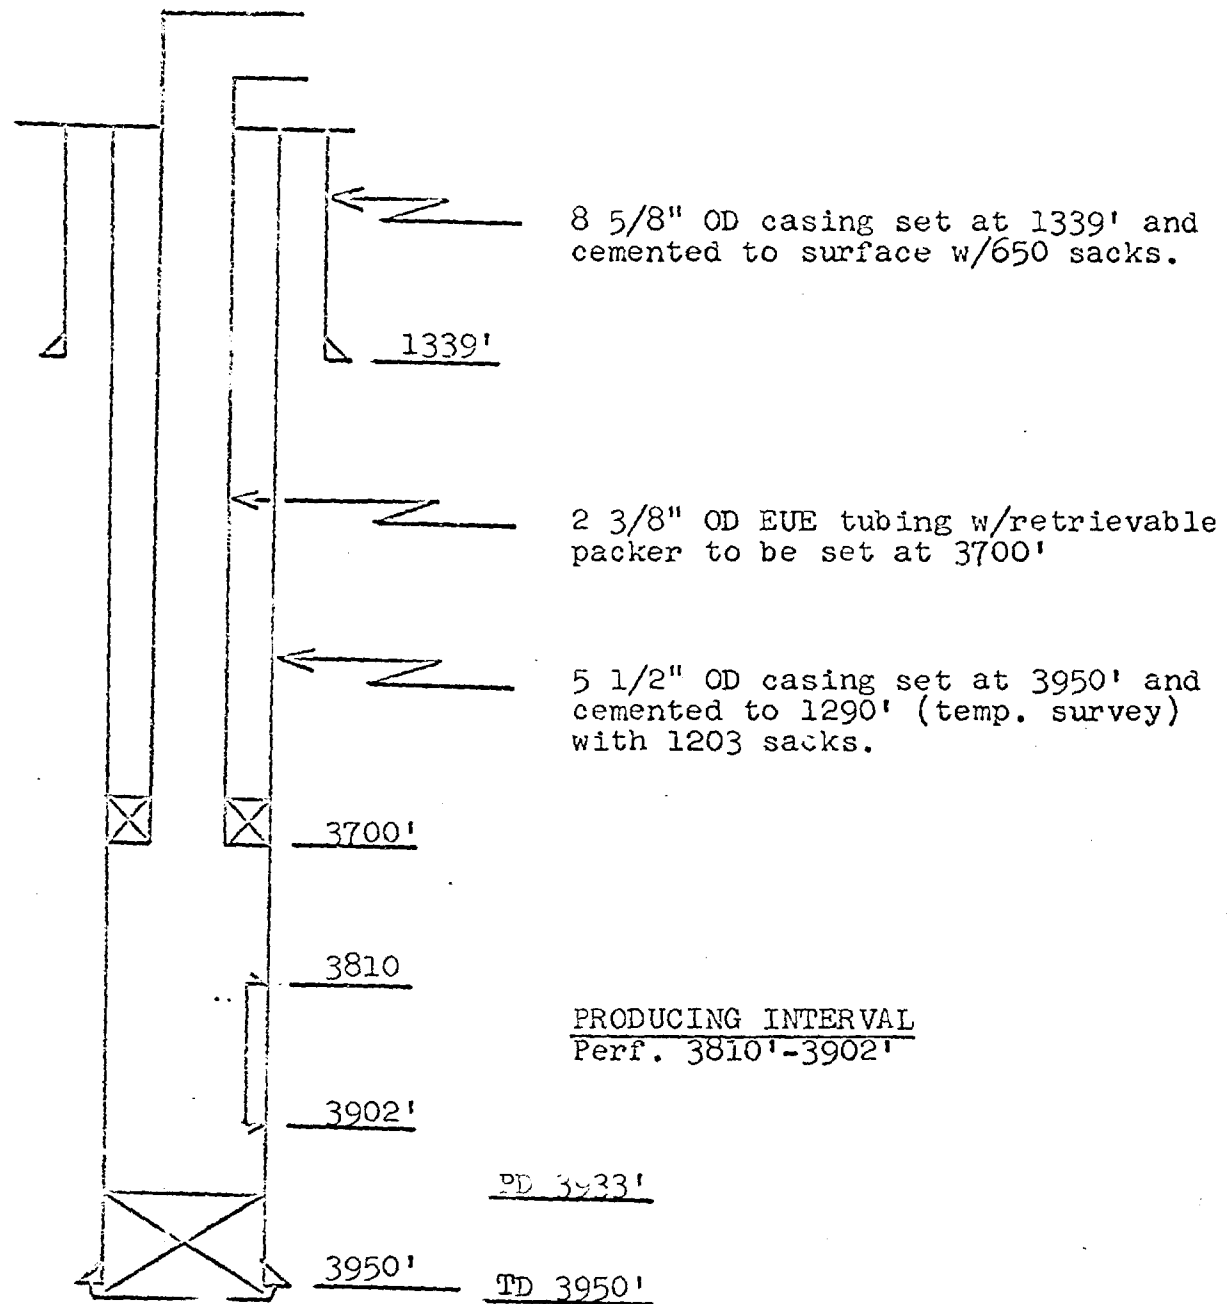 8 5/8" OD casing set at 1339' and
cemented to surface w/650 sacks.
1339'
2 3/8" OD EUE tubing w/retrievable
packer to be set at 3700'
5 1/2" OD casing set at 3950' and
cemented to 1290' (temp. survey)
with 1203 sacks.
3700'
3810
PRODUCING INTERVAL
Perf. 3810'-3902'
3902'
PD 3933'
3950'
TD 3950'